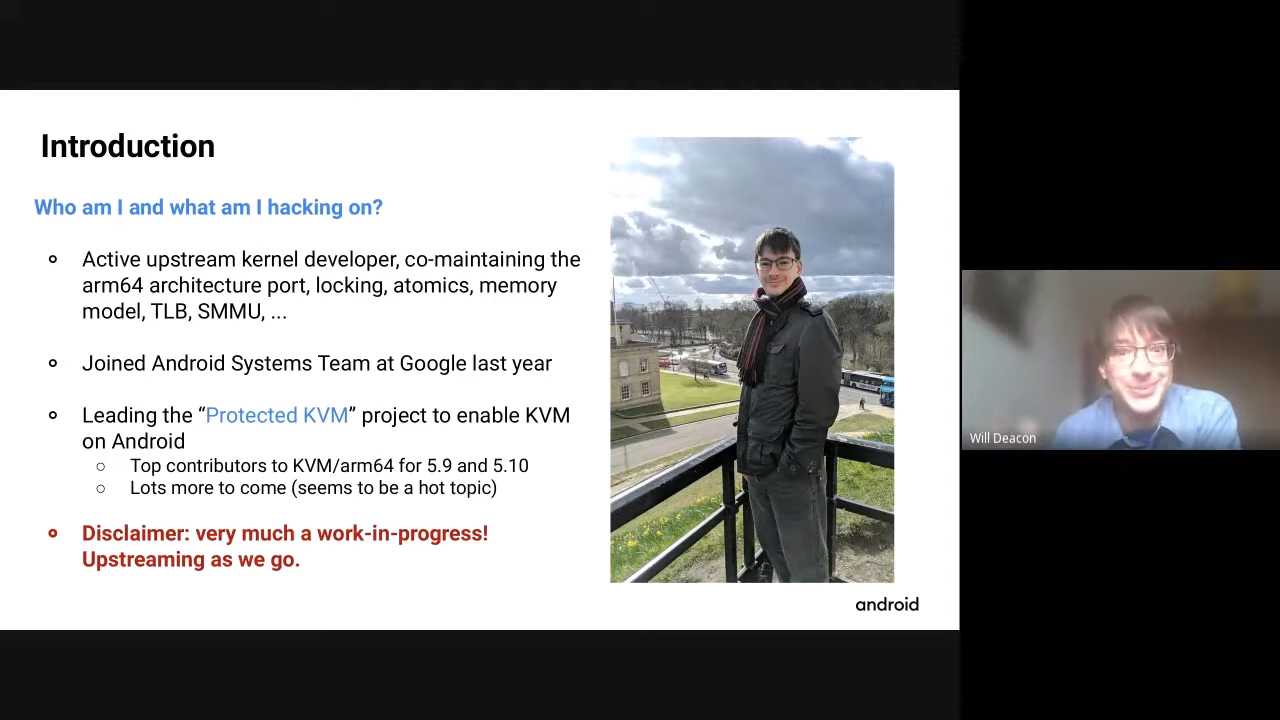 Introduction
Who am I and what am I hacking on?
Active upstream kernel developer, co-maintaining the
arm64 architecture port, locking, atomics, memory
model, TLB, SMMU, ...
Joined Android Systems Team at Google last year
Leading the “Protected KVM” project to enable KVM
on Android
Top contributors to KVM/arm64 for 5.9 and 5.10
Lots more to come (seems to be a hot topic)
Disclaimer: very much a work-in-progress!
Upstreaming as we go.
android
Will Deacon